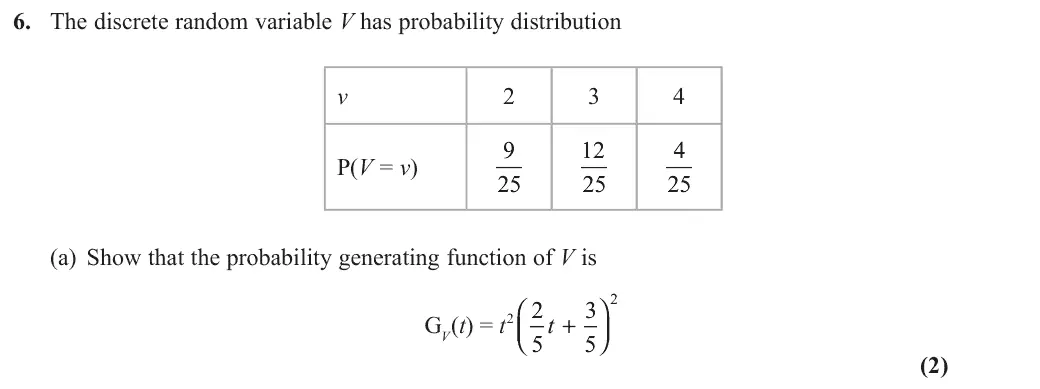 6. The discrete random variable V has probability distribution
v 2 3 4
P(V = v) 9/25 12/25 4/25
(a) Show that the probability generating function of V is
G_V(t) = t²(2/5 t + 3/5)²
(2)